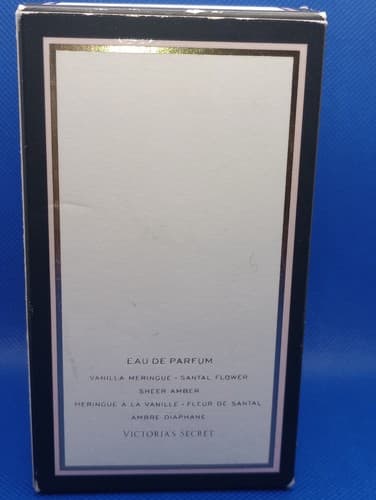 EAU DE PARFUM
VANILLA MERINGUE - SANTAL FLOWER
SHEER AMBER
MERINGUE À LA VANILLE - FLEUR DE SANTAL
AMBRE DIAPHANE
VICTORIA'S SECRET